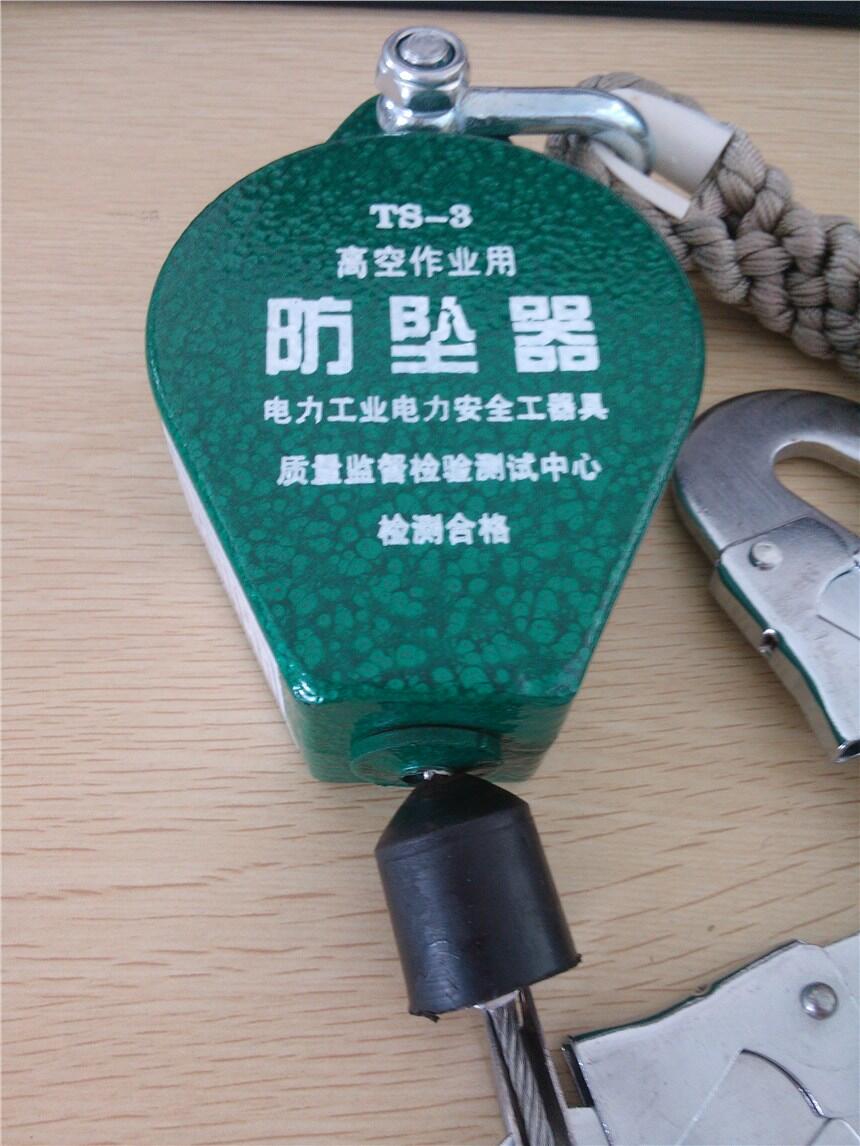 TS-3
高空作业用
防坠器
电力工业电力安全工器具
质量监督检验测试中心
检测合格